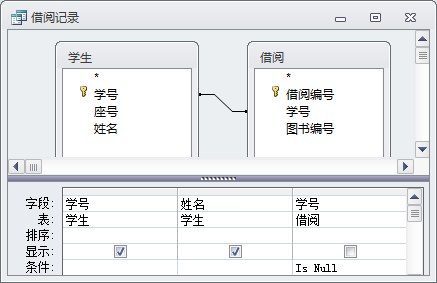 借阅记录
学生
*
学号
座号
姓名
借阅
*
借阅编号
学号
图书编号
字段: 学号 姓名 学号
表: 学生 学生 借阅
排序:
显示:
条件: Is Null